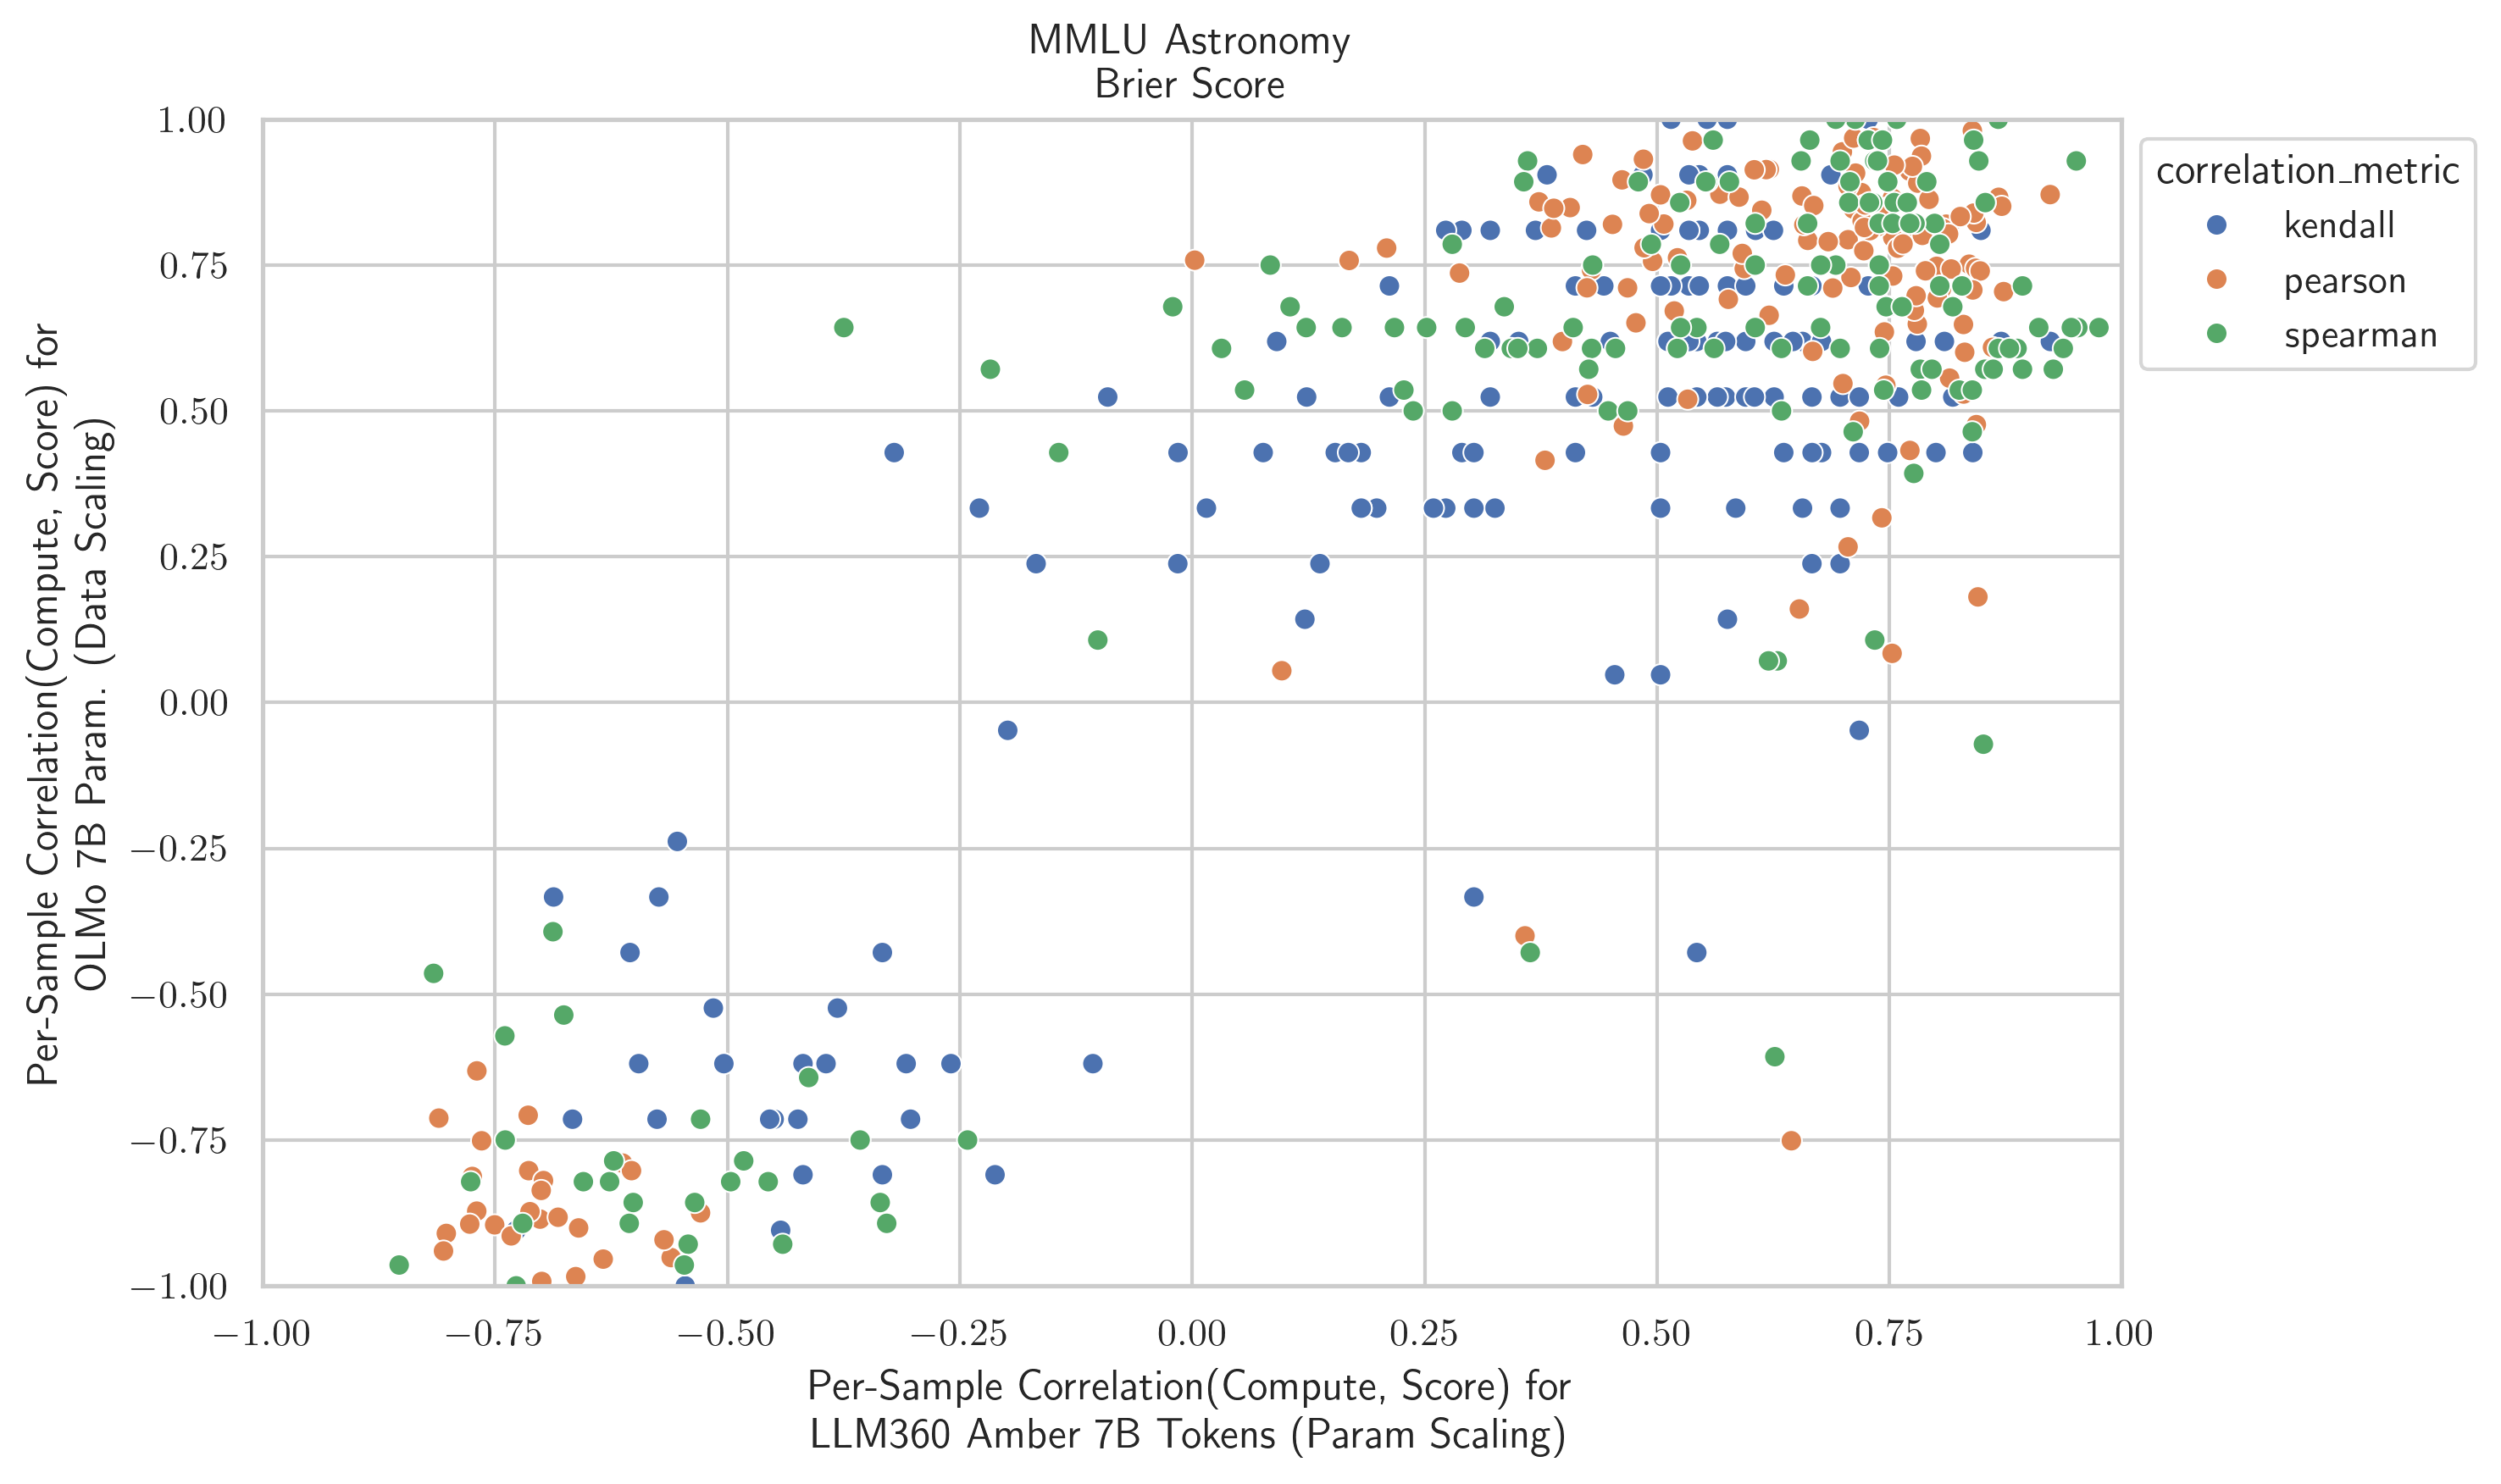 MMLU Astronomy
Brier Score
Per-Sample Correlation(Compute, Score) for
OLMo 7B Param. (Data Scaling)
1.00
0.75
0.50
0.25
0.00
−0.25
−0.50
−0.75
−1.00
−1.00 −0.75 −0.50 −0.25 0.00 0.25 0.50 0.75 1.00
Per-Sample Correlation(Compute, Score) for
LLM360 Amber 7B Tokens (Param Scaling)
correlation_metric
kendall
pearson
spearman